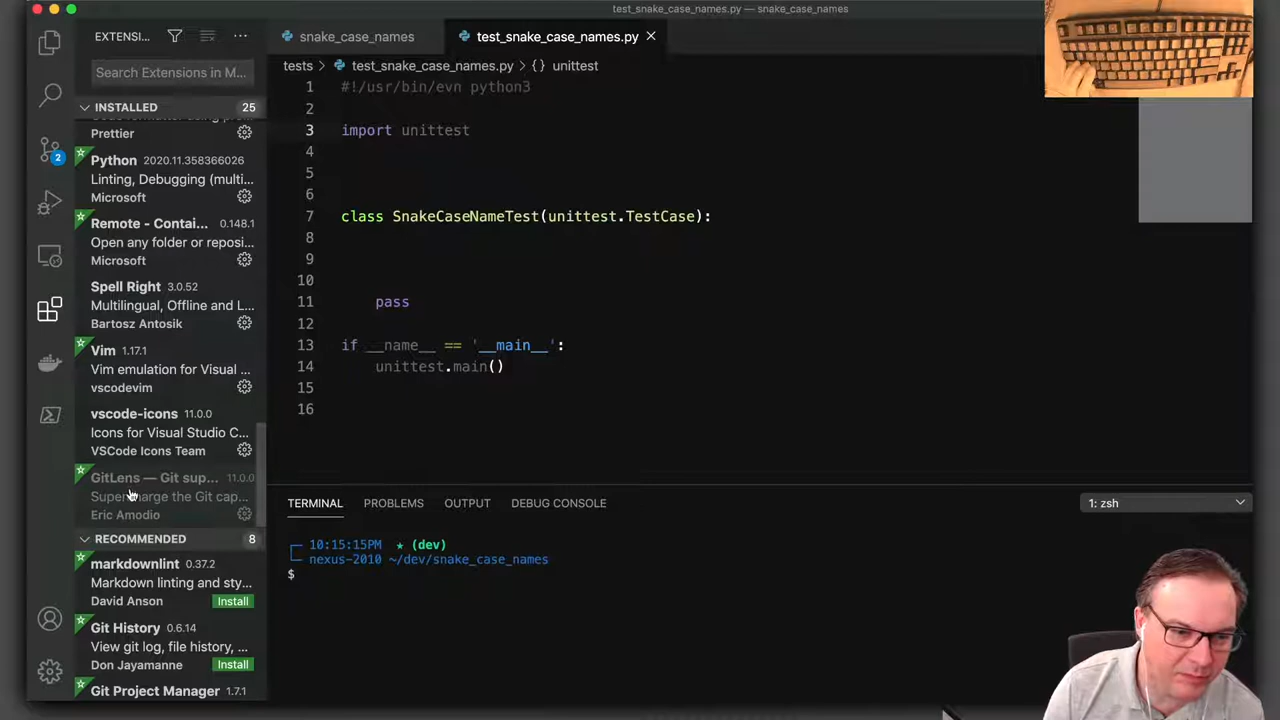 test_snake_case_names.py — snake_case_names
EXTENSI...
snake_case_names
test_snake_case_names.py
Search Extensions in M...
tests > test_snake_case_names.py > {} unittest
INSTALLED 25
Prettier
Python 2020.11.358366026
Linting, Debugging (multi...
Microsoft
Remote - Contai... 0.148.1
Open any folder or reposi...
Microsoft
Spell Right 3.0.52
Multilingual, Offline and L...
Bartosz Antosik
Vim 1.17.1
Vim emulation for Visual ...
vscodevim
vscode-icons 11.0.0
Icons for Visual Studio C...
VSCode Icons Team
GitLens — Git sup... 11.0.0
Supercharge the Git cap...
Eric Amodio
RECOMMENDED 8
markdownlint 0.37.2
Markdown linting and sty...
David Anson Install
Git History 0.6.14
View git log, file history, ...
Don Jayamanne Install
Git Project Manager 1.7.1
2
1 #!/usr/bin/evn python3
2
3 import unittest
4
5
6
7 class SnakeCaseNameTest(unittest.TestCase):
8
9
10
11 pass
12
13 if __name__ == '__main__':
14 unittest.main()
15
16
TERMINAL PROBLEMS OUTPUT DEBUG CONSOLE 1: zsh
10:15:15PM ★ (dev)
nexus-2010 ~/dev/snake_case_names
$